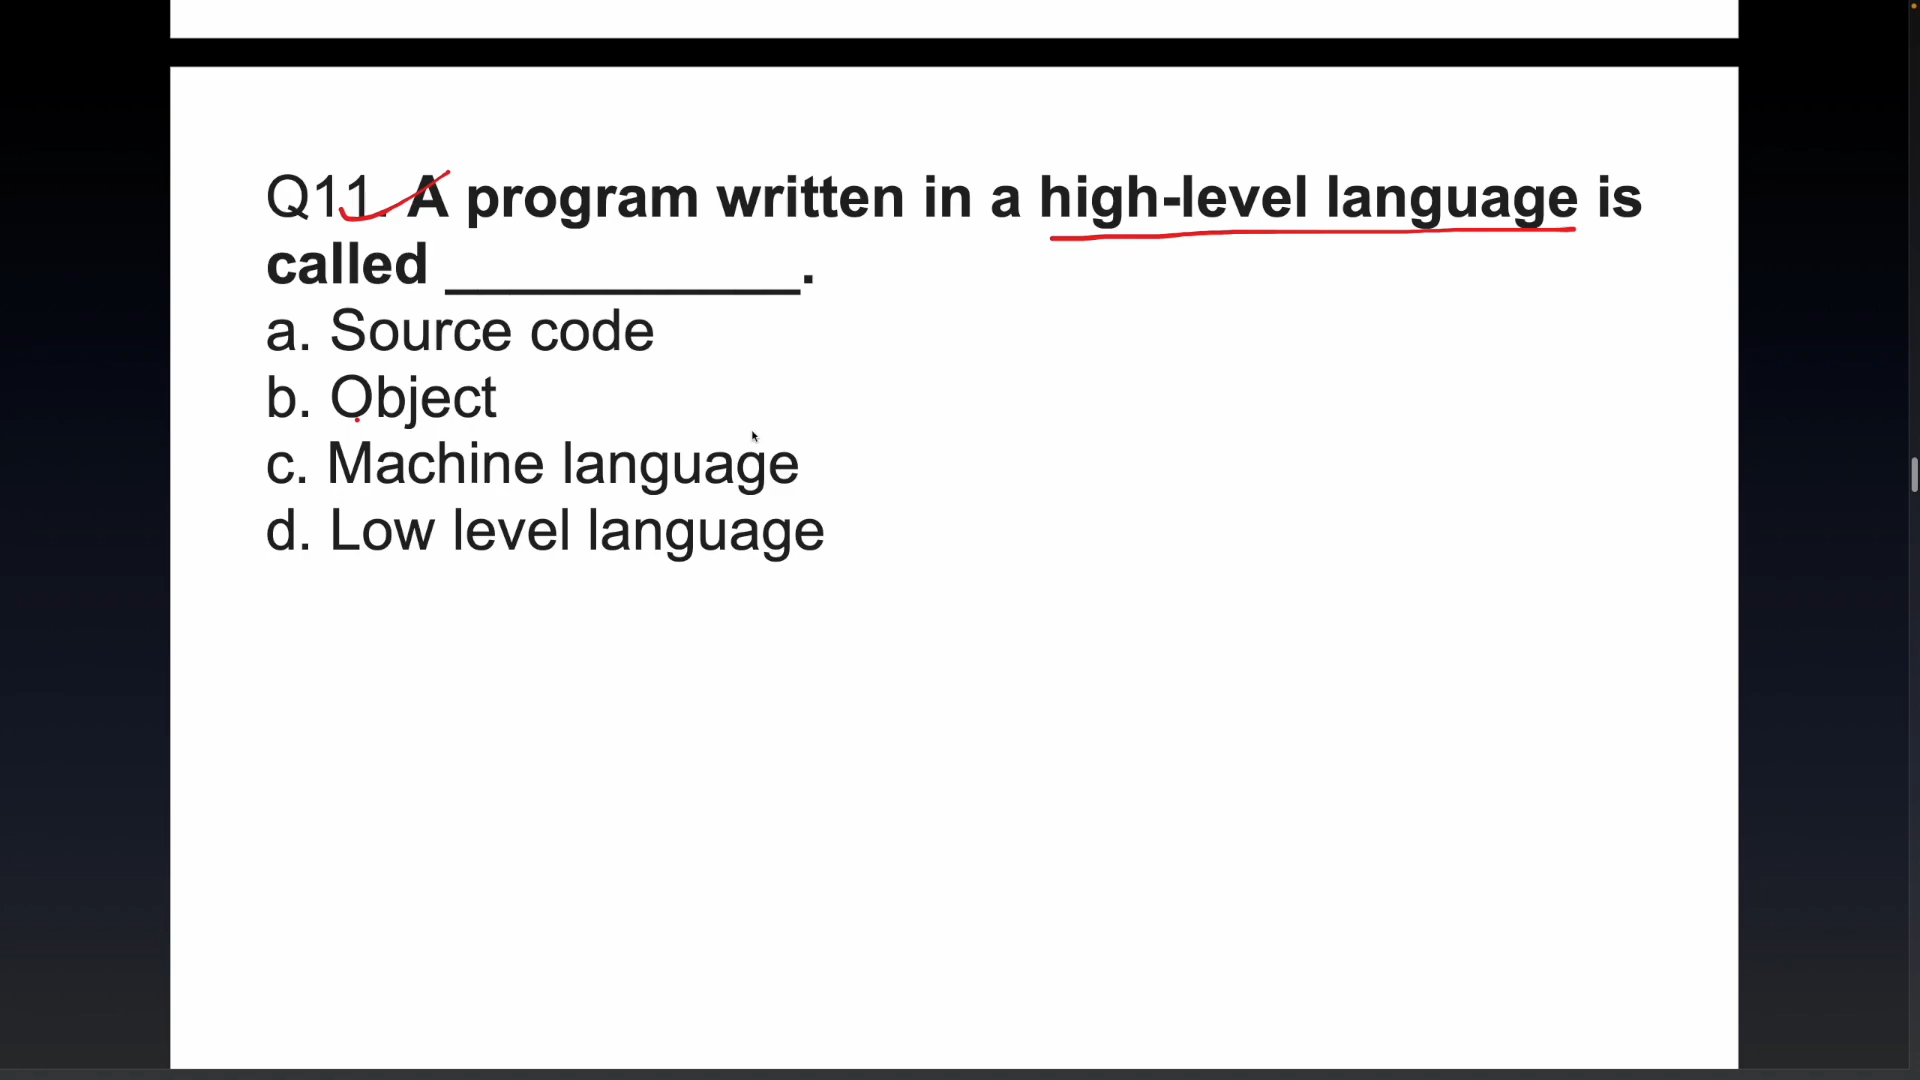 Q11. A program written in a high-level language is
called ____________.
a. Source code
b. Object
c. Machine language
d. Low level language